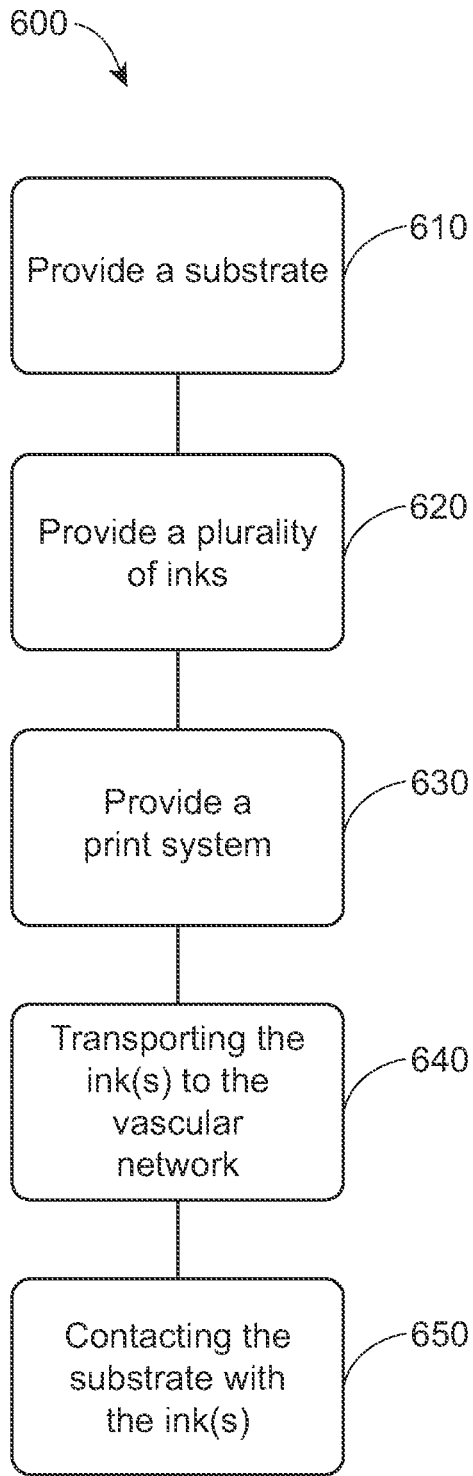 600
Provide a substrate
610
Provide a plurality
of inks
620
Provide a
print system
630
Transporting the
ink(s) to the
vascular
network
640
Contacting the
substrate with
the ink(s)
650